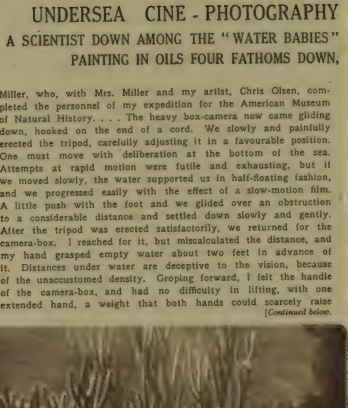 UNDERSEA CINE - PHOTOGRAPHY
A SCIENTIST DOWN AMONG THE "WATER BABIES"
PAINTING IN OILS FOUR FATHOMS DOWN,
Miller, who, with Mrs. Miller and my artist, Chris Olsen, com-
pleted the personnel of my expedition for the American Museum
of Natural History. . . . The heavy box-camera now came gliding
down, hooked on the end of a cord. We slowly and painfully
erected the tripod, carefully adjusting it in a favourable position.
One must move with deliberation at the bottom of the sea.
Attempts at rapid motion were futile and exhausting, but if
we moved slowly, the water supported us in half-floating fashion,
and we progressed easily with the effect of a slow-motion film.
A little push with the foot and we glided over an obstruction
to a considerable distance and settled down slowly and gently.
After the tripod was erected satisfactorily, we returned for the
camera-box. I reached for it, but miscalculated the distance, and
my hand grasped empty water about two feet in advance of
it. Distances under water are deceptive to the vision, because
of the unaccustomed density. Groping forward, I felt the handle
of the camera-box, and had no difficulty in lifting, with one
extended hand, a weight that both hands could scarcely raise
[Continued below.